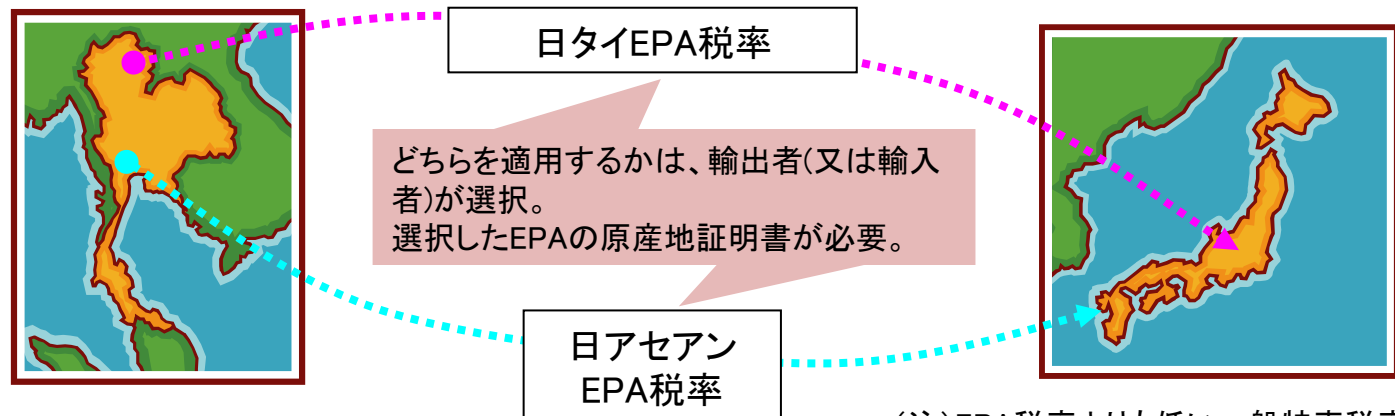 日タイEPA税率
どちらを適用するかは、輸出者(又は輸入
者)が選択。
選択したEPAの原産地証明書が必要。
日アセアン
EPA税率